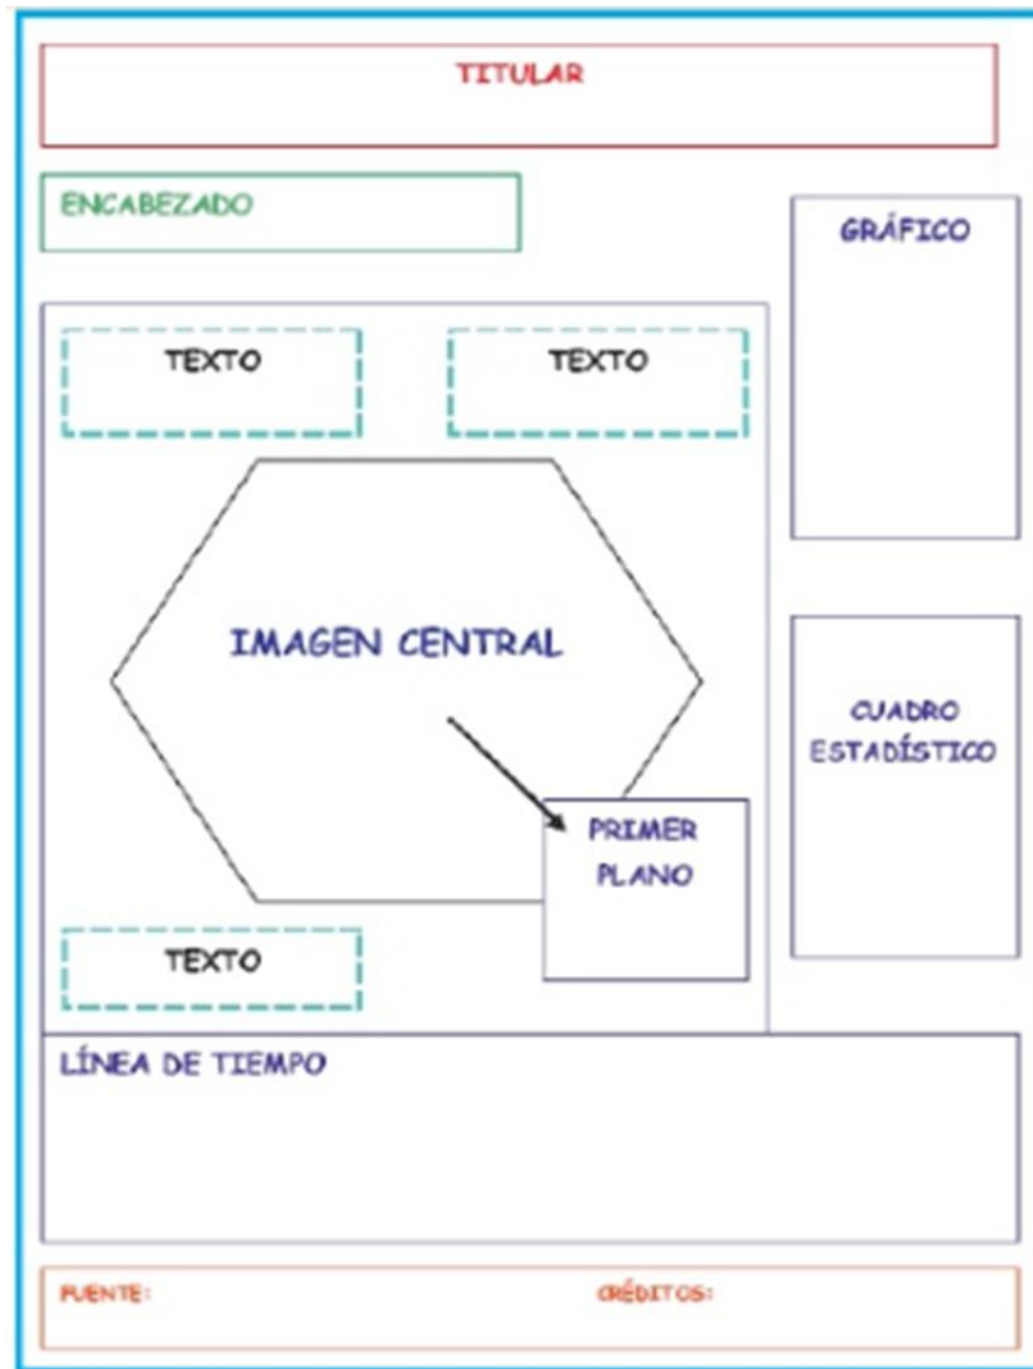 TITULAR
ENCABEZADO
GRÁFICO
TEXTO
TEXTO
IMAGEN CENTRAL
CUADRO
ESTADÍSTICO
PRIMER
PLANO
TEXTO
LÍNEA DE TIEMPO
FUENTE:
CRÉDITOS: